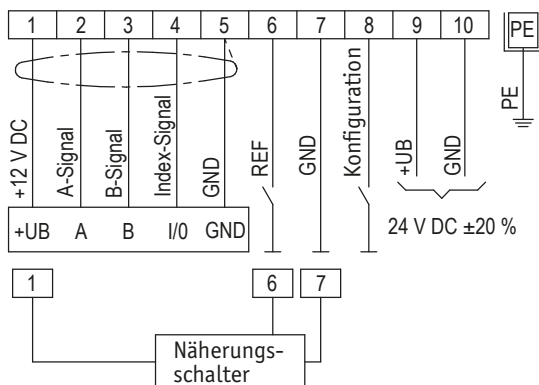 1 2 3 4 5 6 7 8 9 10 PE
+12 V DC
A-Signal
B-Signal
Index-Signal
GND
REF
GND
Konfiguration
+UB
GND
PE
+UB A B I/0 GND
24 V DC ±20 %
1 6 7
Näherungs-
schalter